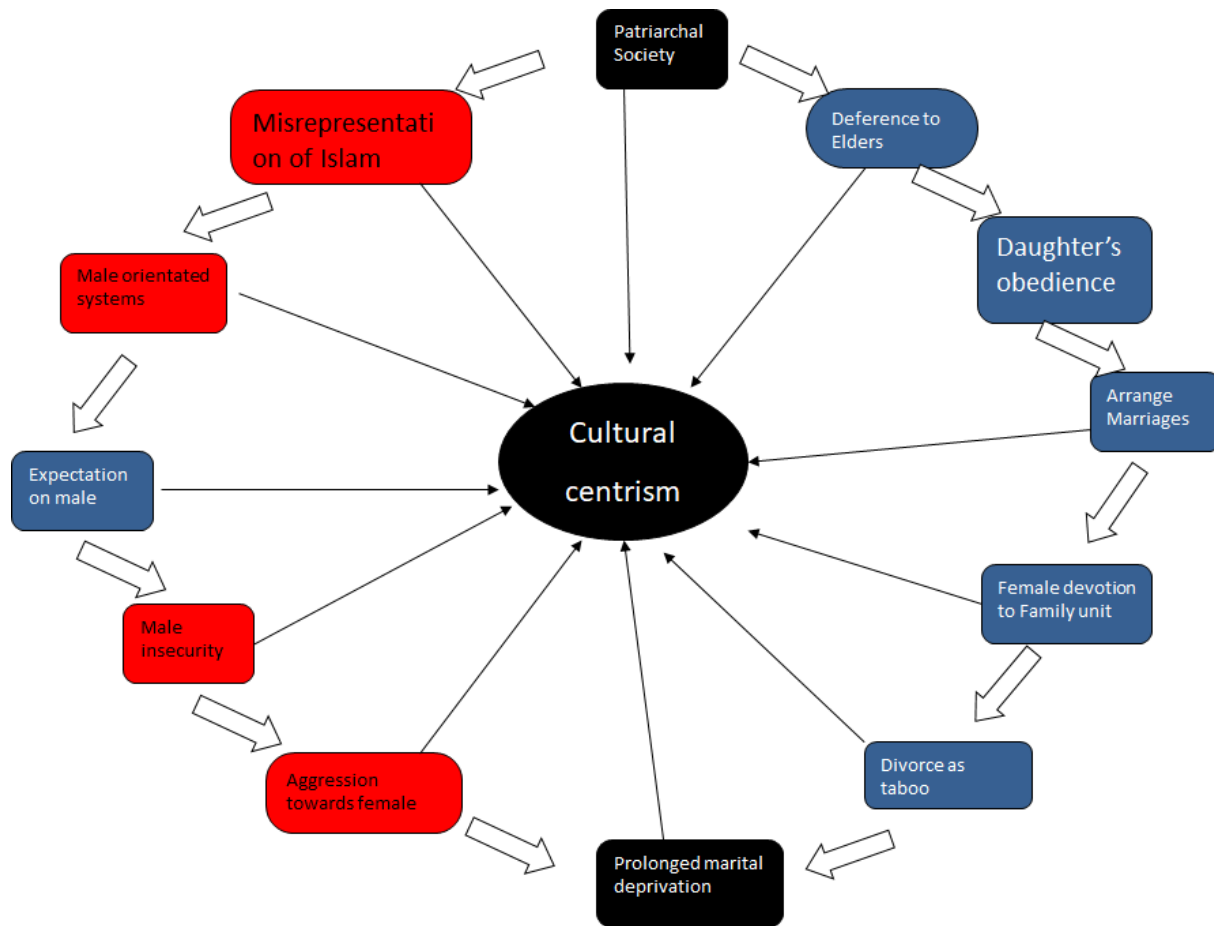 Patriarchal
Society
Misrepresentati
on of Islam
Deference to
Elders
Daughter’s
obedience
Male orientated
systems
Arrange
Marriages
Cultural
centrism
Expectation
on male
Female devotion
to Family unit
Male
insecurity
Divorce as
taboo
Aggression
towards female
Prolonged marital
deprivation